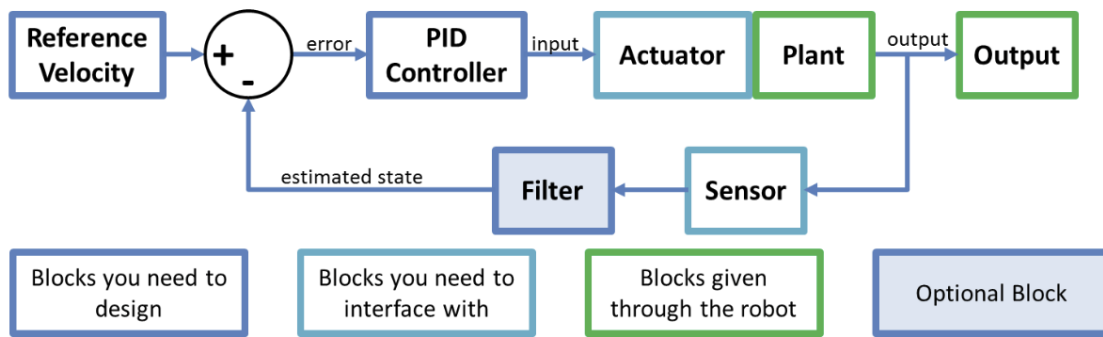 Reference
Velocity
+
-
error
PID
Controller
input
Actuator
Plant
output
Output
estimated state
Filter
Sensor
Blocks you need to
design
Blocks you need to
interface with
Blocks given
through the robot
Optional Block